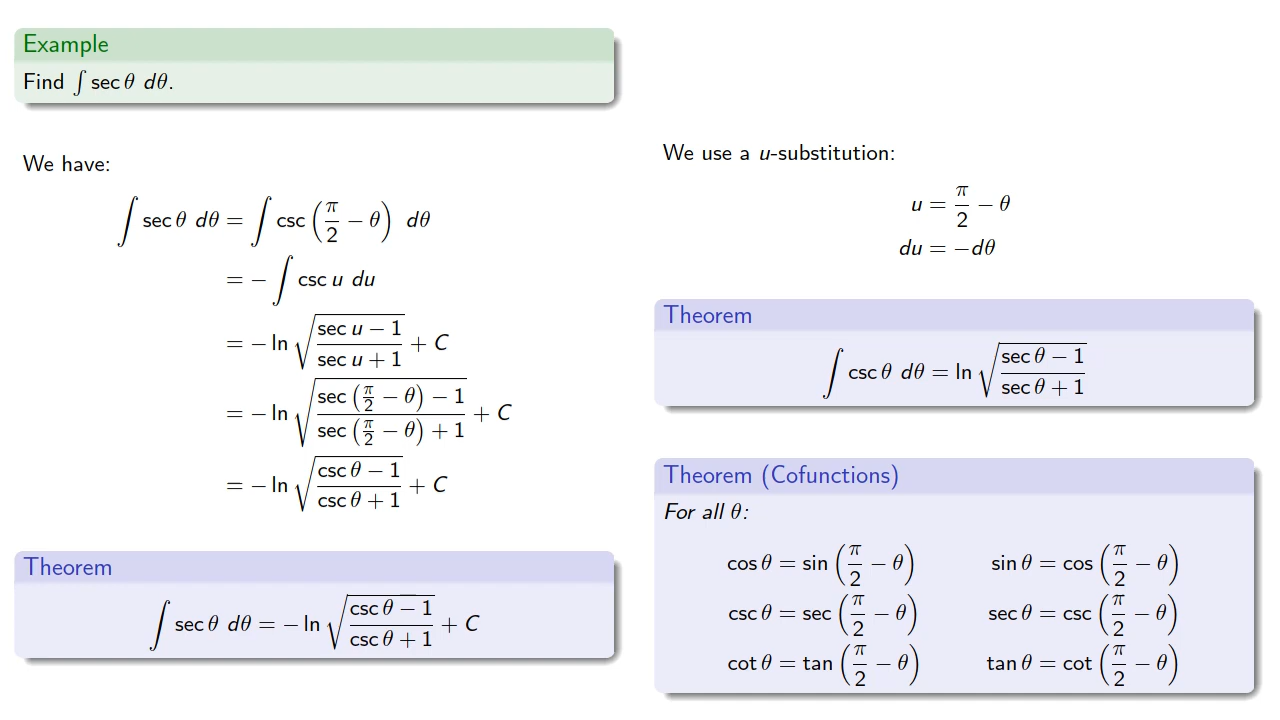 Example
Find ∫ sec θ dθ.
We have:
∫ sec θ dθ = ∫ csc (π/2 − θ) dθ
= − ∫ csc u du
= − ln √((sec u − 1)/(sec u + 1)) + C
= − ln √((sec (π/2 − θ) − 1)/(sec (π/2 − θ) + 1)) + C
= − ln √((csc θ − 1)/(csc θ + 1)) + C
Theorem
∫ sec θ dθ = − ln √((csc θ − 1)/(csc θ + 1)) + C
We use a u-substitution:
u = π/2 − θ
du = −dθ
Theorem
∫ csc θ dθ = ln √((sec θ − 1)/(sec θ + 1))
Theorem (Cofunctions)
For all θ:
cos θ = sin (π/2 − θ) sin θ = cos (π/2 − θ)
csc θ = sec (π/2 − θ) sec θ = csc (π/2 − θ)
cot θ = tan (π/2 − θ) tan θ = cot (π/2 − θ)